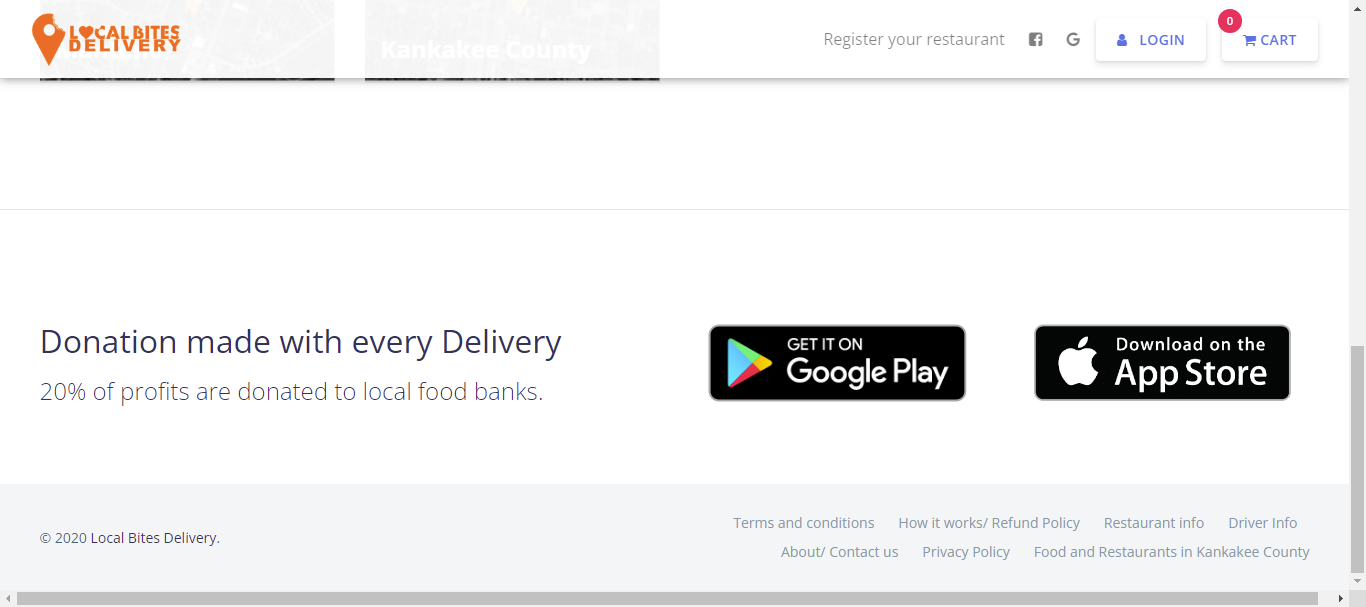 LOCAL BITES
DELIVERY
Kankakee County
Register your restaurant
LOGIN
0
CART
Donation made with every Delivery
20% of profits are donated to local food banks.
GET IT ON
Google Play
Download on the
App Store
© 2020 Local Bites Delivery.
Terms and conditions How it works/ Refund Policy Restaurant info Driver Info
About/ Contact us Privacy Policy Food and Restaurants in Kankakee County